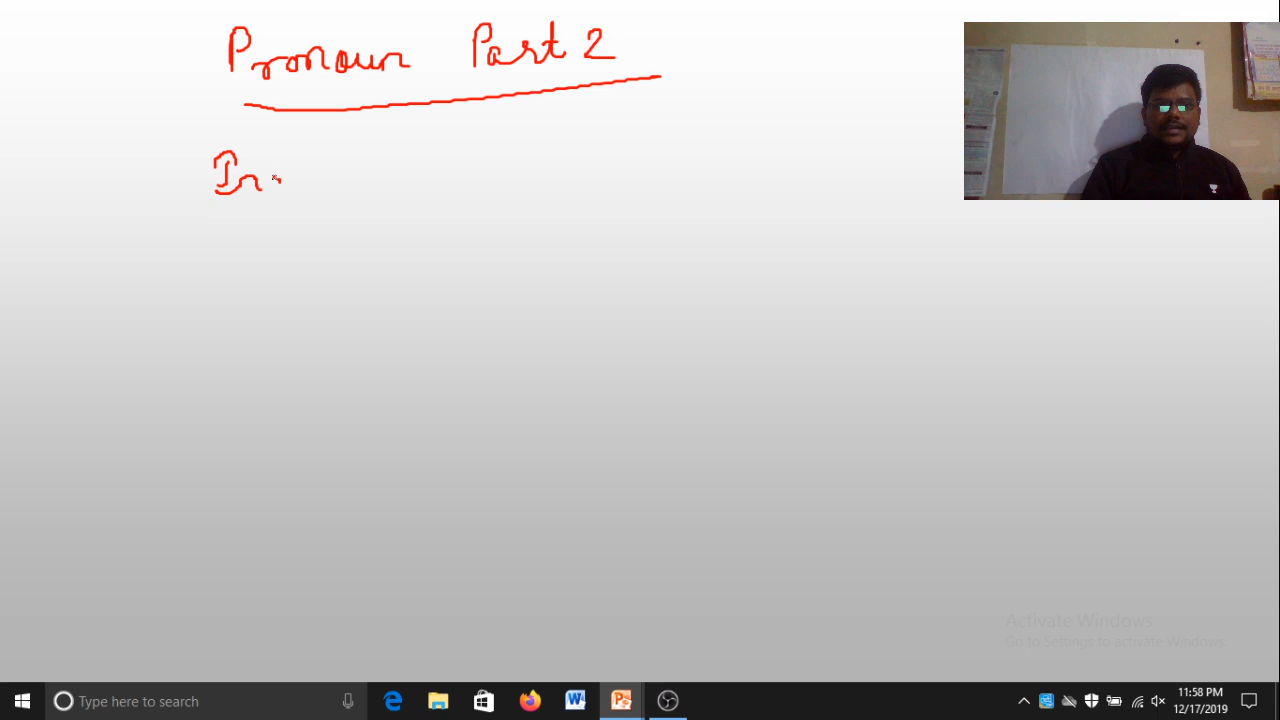 Pronoun Part 2
In
Activate Windows
Go to Settings to activate Windows.
Type here to search
11:58 PM
12/17/2019